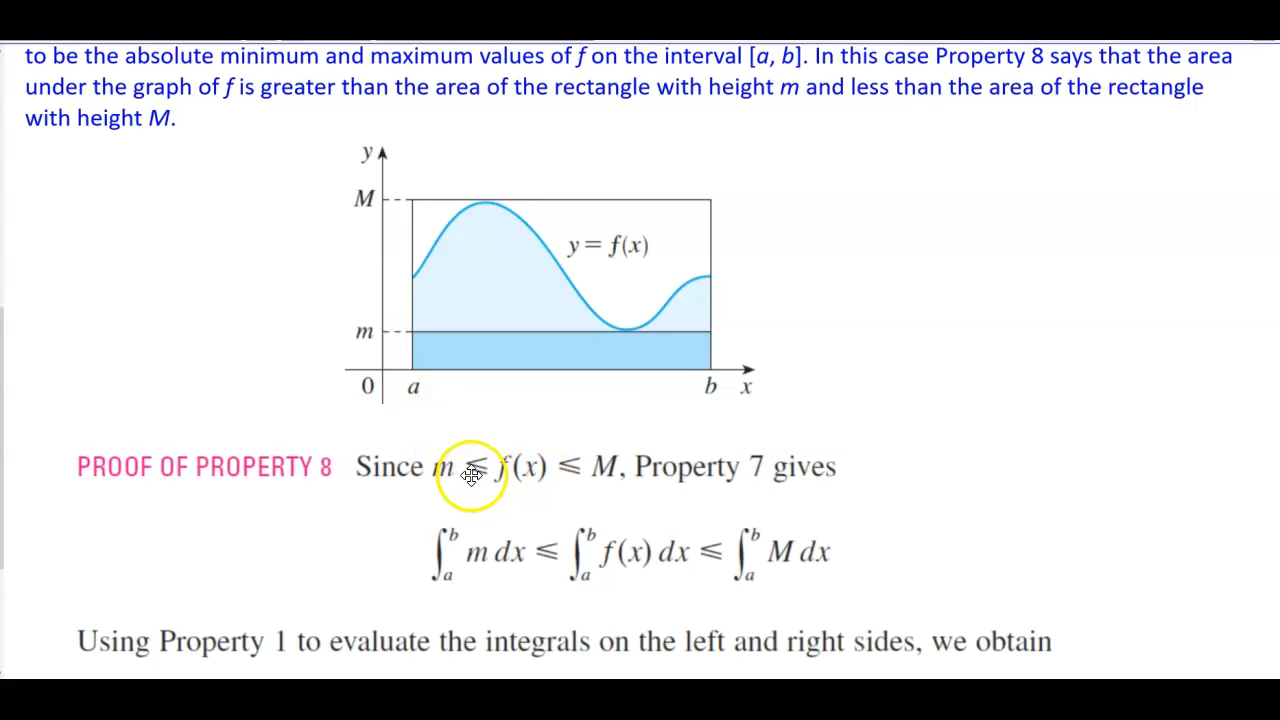 to be the absolute minimum and maximum values of f on the interval [a, b]. In this case Property 8 says that the area
under the graph of f is greater than the area of the rectangle with height m and less than the area of the rectangle
with height M.
y
M
y = f(x)
m
0 a b x
PROOF OF PROPERTY 8 Since m ⩽ f(x) ⩽ M, Property 7 gives
∫ₐᵇ m dx ⩽ ∫ₐᵇ f(x) dx ⩽ ∫ₐᵇ M dx
Using Property 1 to evaluate the integrals on the left and right sides, we obtain